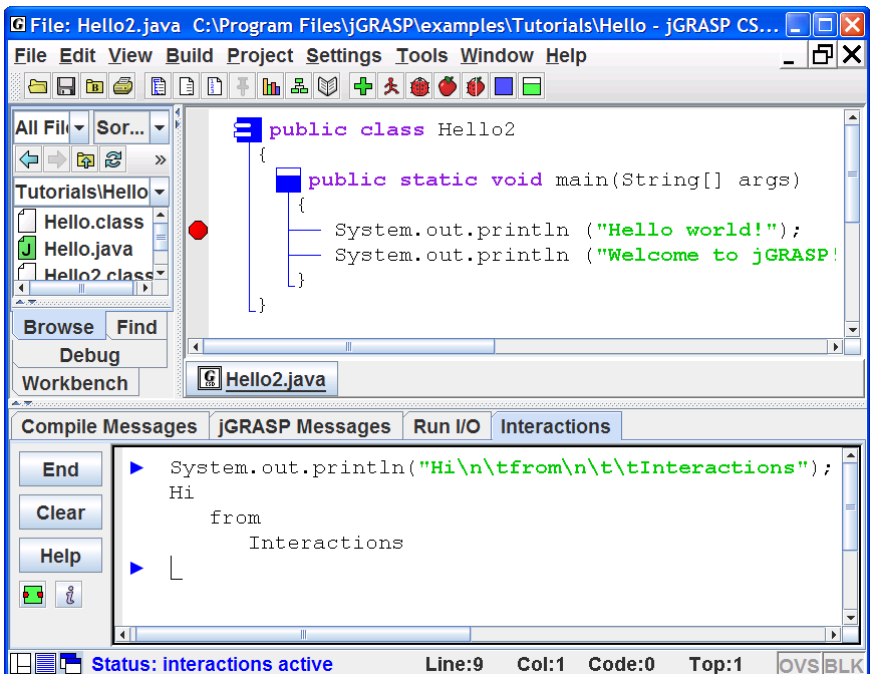 File: Hello2.java C:\Program Files\jGRASP\examples\Tutorials\Hello - jGRASP CS...
File Edit View Build Project Settings Tools Window Help
All Fil Sor...
»
Tutorials\Hello
Hello.class
Hello.java
Hello2.class
Browse Find
Debug
Workbench
public class Hello2
{
public static void main(String[] args)
{
System.out.println ("Hello world!");
System.out.println ("Welcome to jGRASP!
}
}
Hello2.java
Compile Messages jGRASP Messages Run I/O Interactions
End
Clear
Help
System.out.println("Hi\n\tfrom\n\t\tInteractions");
Hi
from
Interactions
Status: interactions active Line:9 Col:1 Code:0 Top:1 OVS BLK